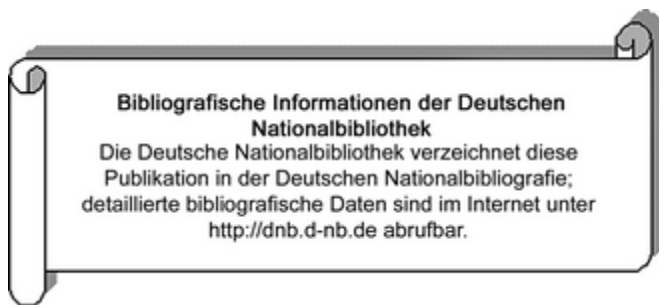 Bibliografische Informationen der Deutschen
Nationalbibliothek
Die Deutsche Nationalbibliothek verzeichnet diese
Publikation in der Deutschen Nationalbibliografie;
detaillierte bibliografische Daten sind im Internet unter
http://dnb.d-nb.de abrufbar.